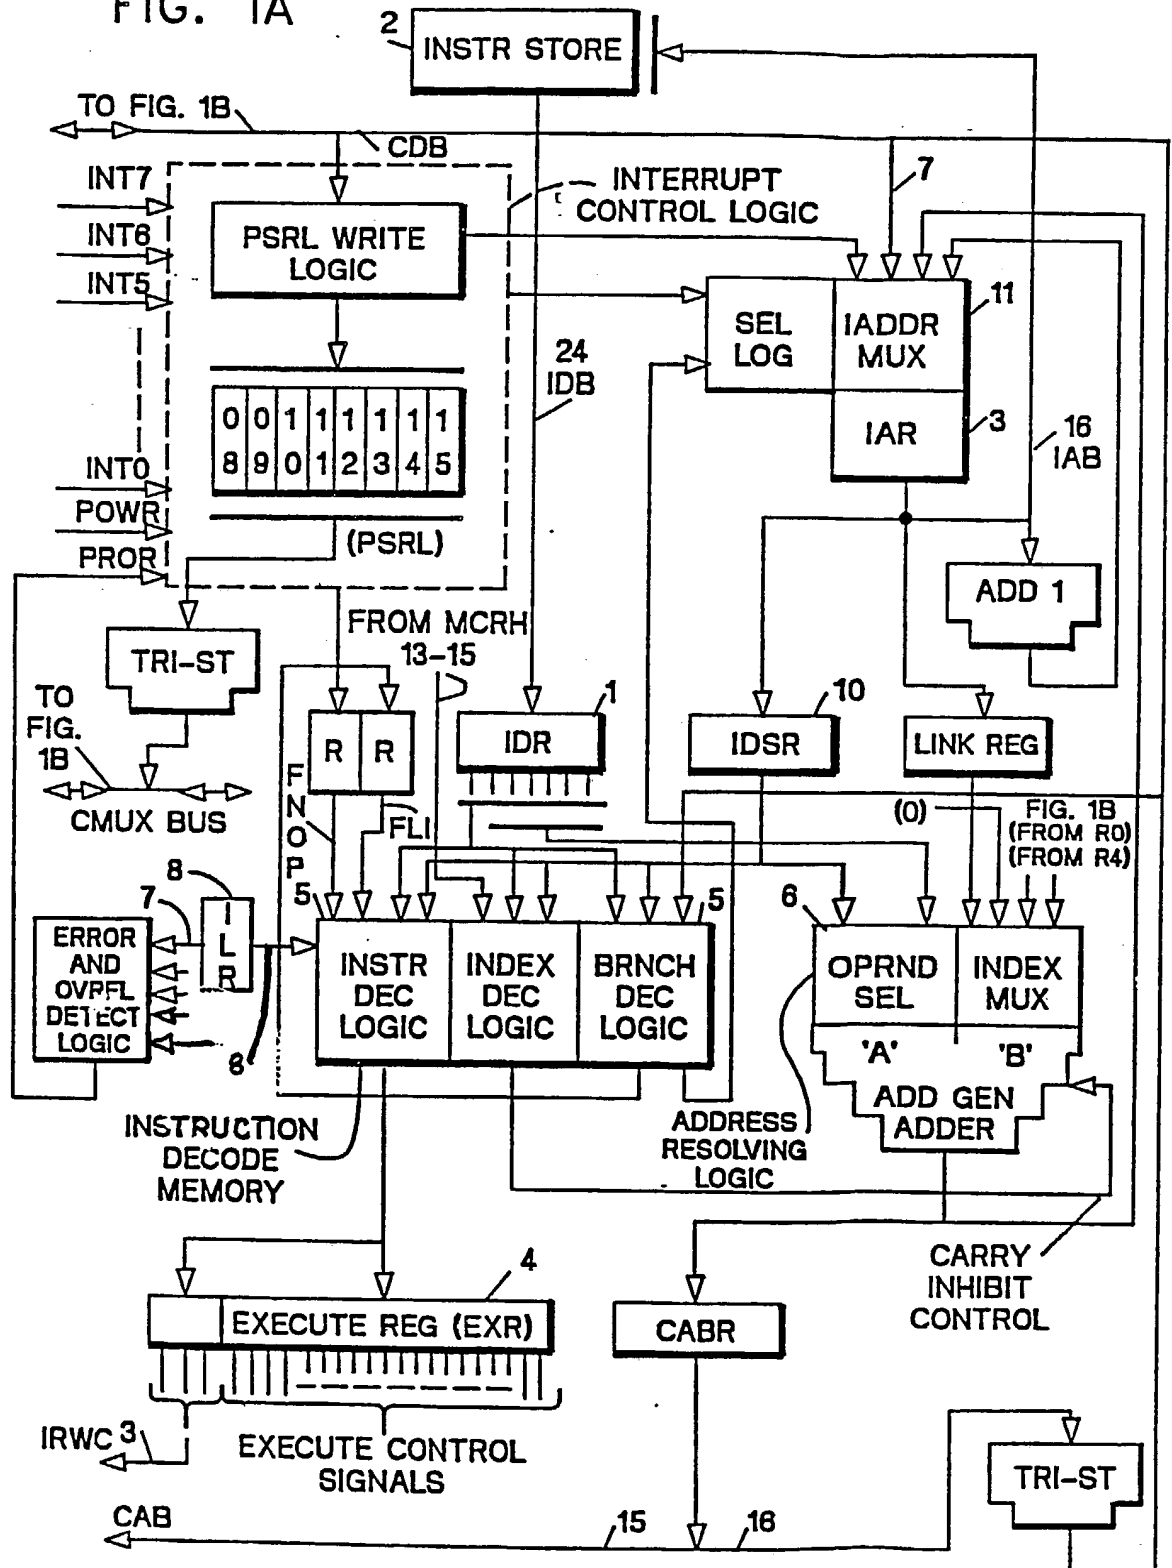 FIG. 1A
2
INSTR STORE
TO FIG. 1B
CDB
INT7
INT6
INT5
INT0
POWR
PROR
INTERRUPT
CONTROL LOGIC
7
PSRL WRITE
LOGIC
SEL
LOG
IADDR
MUX
11
IAR
3
24
IDB
16
IAB
0 0 1 1 1 1 1 1
8 9 0 1 2 3 4 5
(PSRL)
ADD 1
FROM MCRH
13-15
TRI-ST
TO
FIG.
1B
CMUX BUS
R R
FNOP
FLI
1
IDR
10
IDSR
LINK REG
(0)
FIG. 1B
(FROM R0)
(FROM R4)
8
7
ILR
5
5
6
ERROR
AND
OVRFL
DETECT
LOGIC
6
INSTR
DEC
LOGIC
INDEX
DEC
LOGIC
BRNCH
DEC
LOGIC
OPRND
SEL
INDEX
MUX
'A'
'B'
ADD GEN
ADDER
INSTRUCTION
DECODE
MEMORY
ADDRESS
RESOLVING
LOGIC
CARRY
INHIBIT
CONTROL
4
EXECUTE REG (EXR)
CABR
IRWC 3
EXECUTE CONTROL
SIGNALS
TRI-ST
CAB
15
16